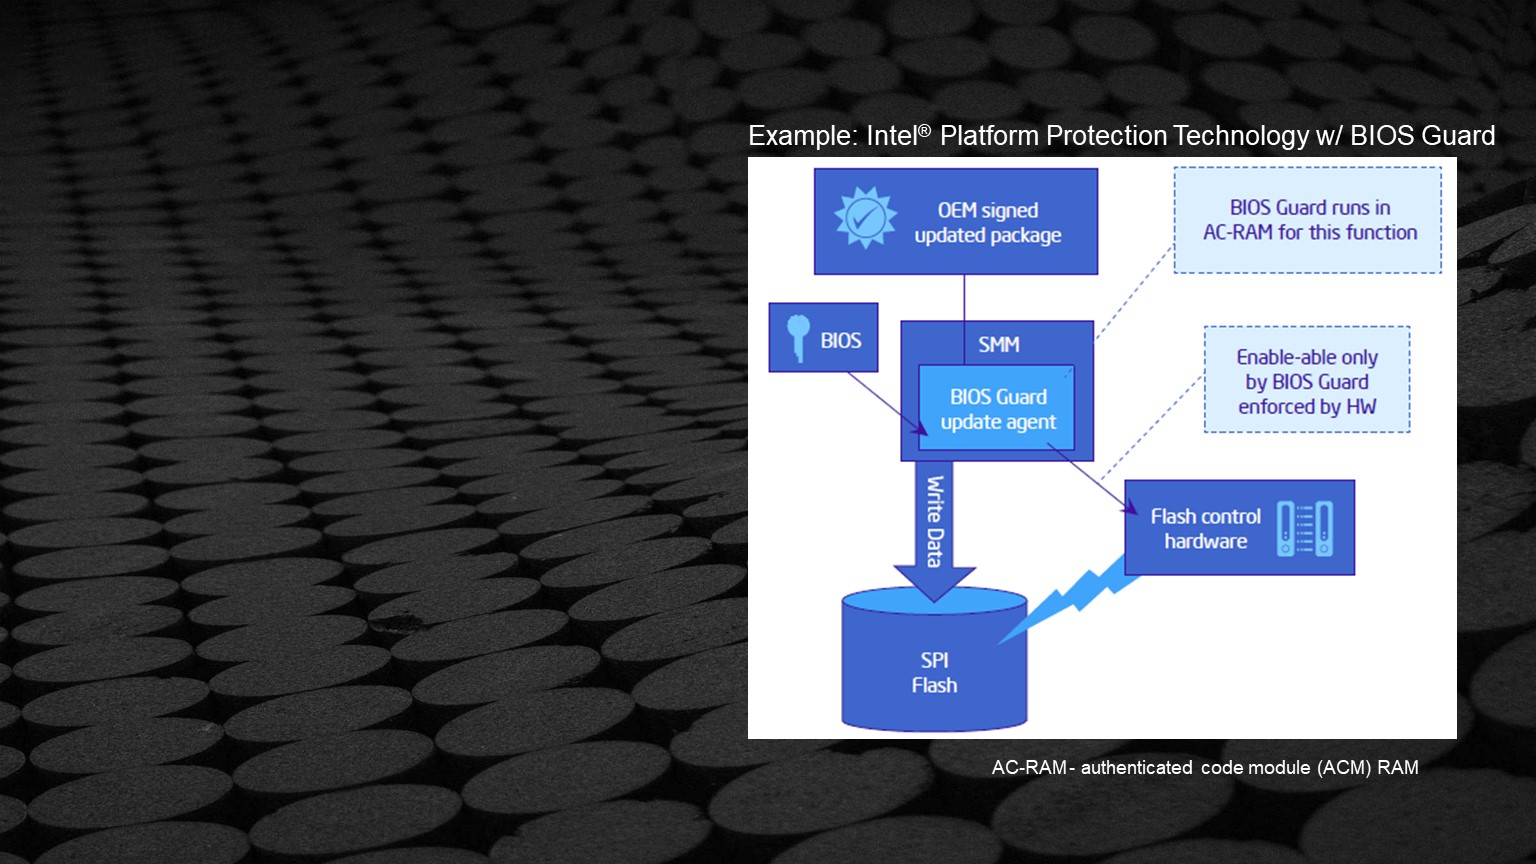 Example: Intel® Platform Protection Technology w/ BIOS Guard
OEM signed
updated package
BIOS Guard runs in
AC-RAM for this function
BIOS
SMM
BIOS Guard
update agent
Enable-able only
by BIOS Guard
enforced by HW
Write Data
Flash control
hardware
SPI
Flash
AC-RAM- authenticated code module (ACM) RAM